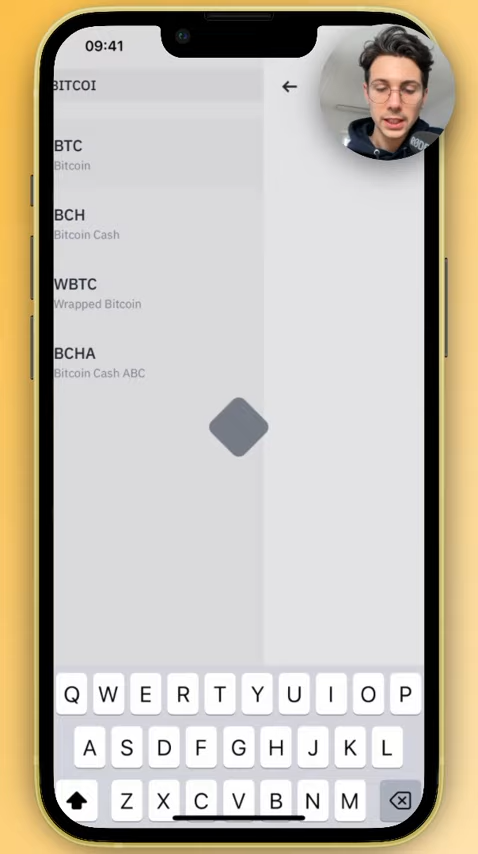 09:41
BITCOI
BTC
Bitcoin
BCH
Bitcoin Cash
WBTC
Wrapped Bitcoin
BCHA
Bitcoin Cash ABC
Q W E R T Y U I O P
A S D F G H J K L
Z X C V B N M